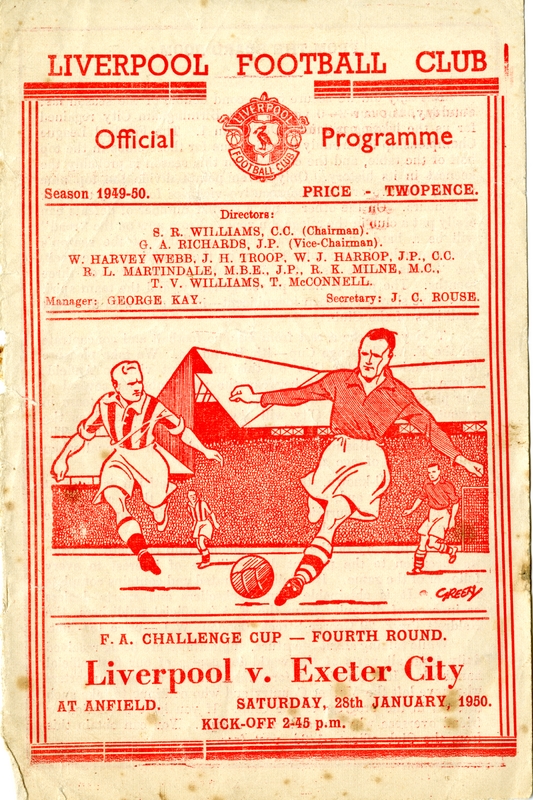 LIVERPOOL FOOTBALL CLUB
LIVERPOOL
FOOTBALL CLUB
Official Programme
Season 1949-50. PRICE - TWOPENCE.
Directors:
S. R. WILLIAMS, C.C. (Chairman).
G. A. RICHARDS, J.P. (Vice-Chairman).
W. HARVEY WEBB, J. H. TROOP, W. J. HARROP, J.P., C.C.
R. L. MARTINDALE, M.B.E., J.P., R. K. MILNE, M.C.,
T. V. WILLIAMS, T. McCONNELL.
Manager: GEORGE KAY. Secretary: J. C. ROUSE.
F. A. CHALLENGE CUP — FOURTH ROUND.
Liverpool v. Exeter City
AT ANFIELD. SATURDAY, 28th JANUARY, 1950.
KICK-OFF 2-45 p.m.